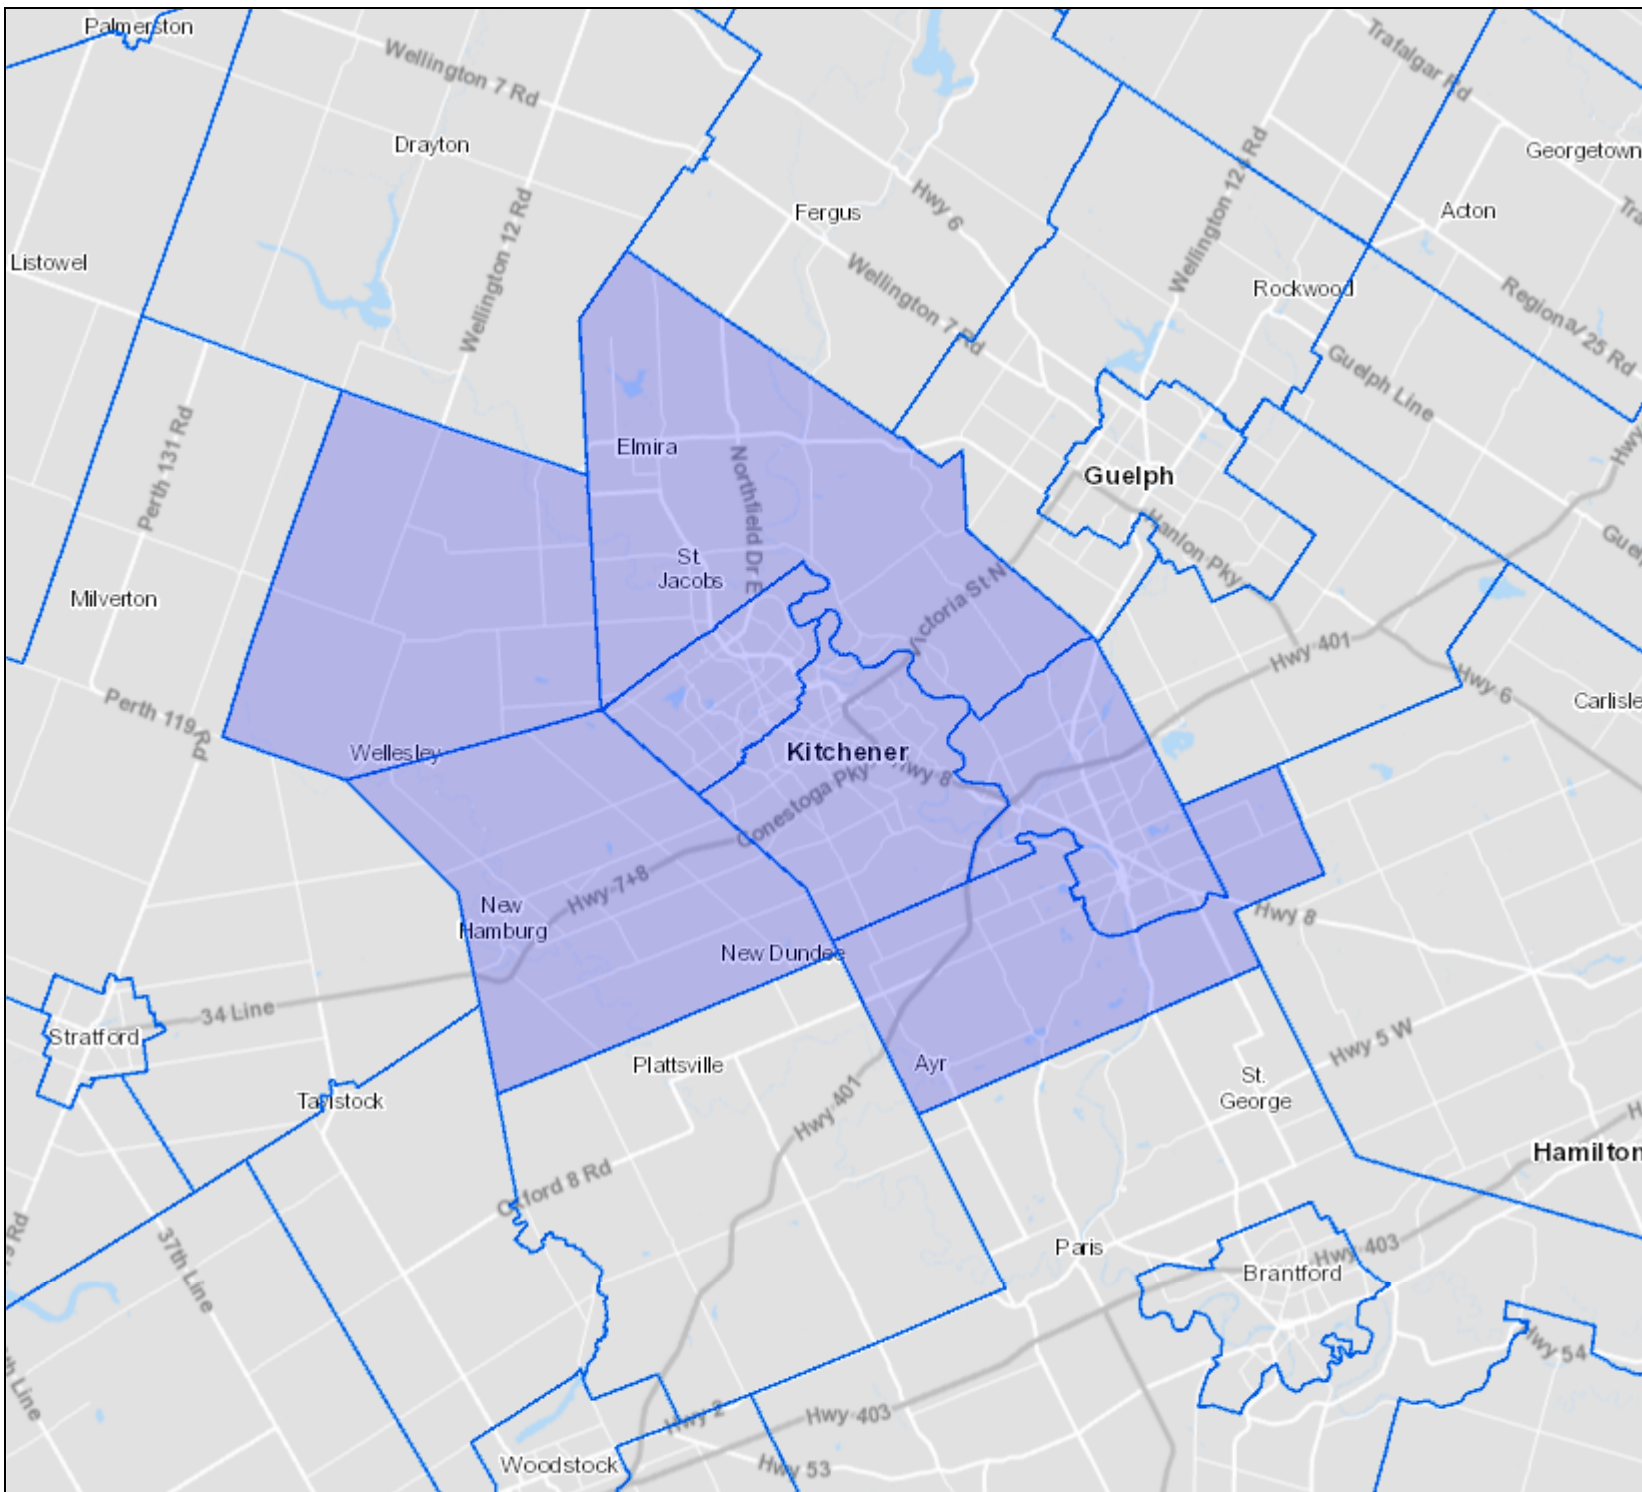 Palmerston
Wellington 7 Rd
Trafalgar Rd
Drayton
Georgetown
Wellington 12 Rd
Fergus
Hwy 6
Wellington 124 Rd
Acton
Listowel
Wellington 7 Rd
Rockwood
Regional 25 Rd
Guelph Line
Perth 131 Rd
Elmira
Northfield Dr E
Guelph
Hanlon Pky
St.
Jacobs
Milverton
Victoria St N
Hwy 401
Hwy 6
Carlisle
Perth 119 Rd
Wellesley
Kitchener
Hwy 8
Conestoga Pky
Hwy 7+8
New
Hamburg
Hwy 8
New Dundee
34 Line
Stratford
Plattsville
Ayr
Hwy 5 W
St.
George
Tavistock
Hwy 401
Hamilton
Oxford 8 Rd
37th Line
Paris
Hwy 403
Brantford
Hwy 54
Hwy 2
Hwy 403
Woodstock
Hwy 53